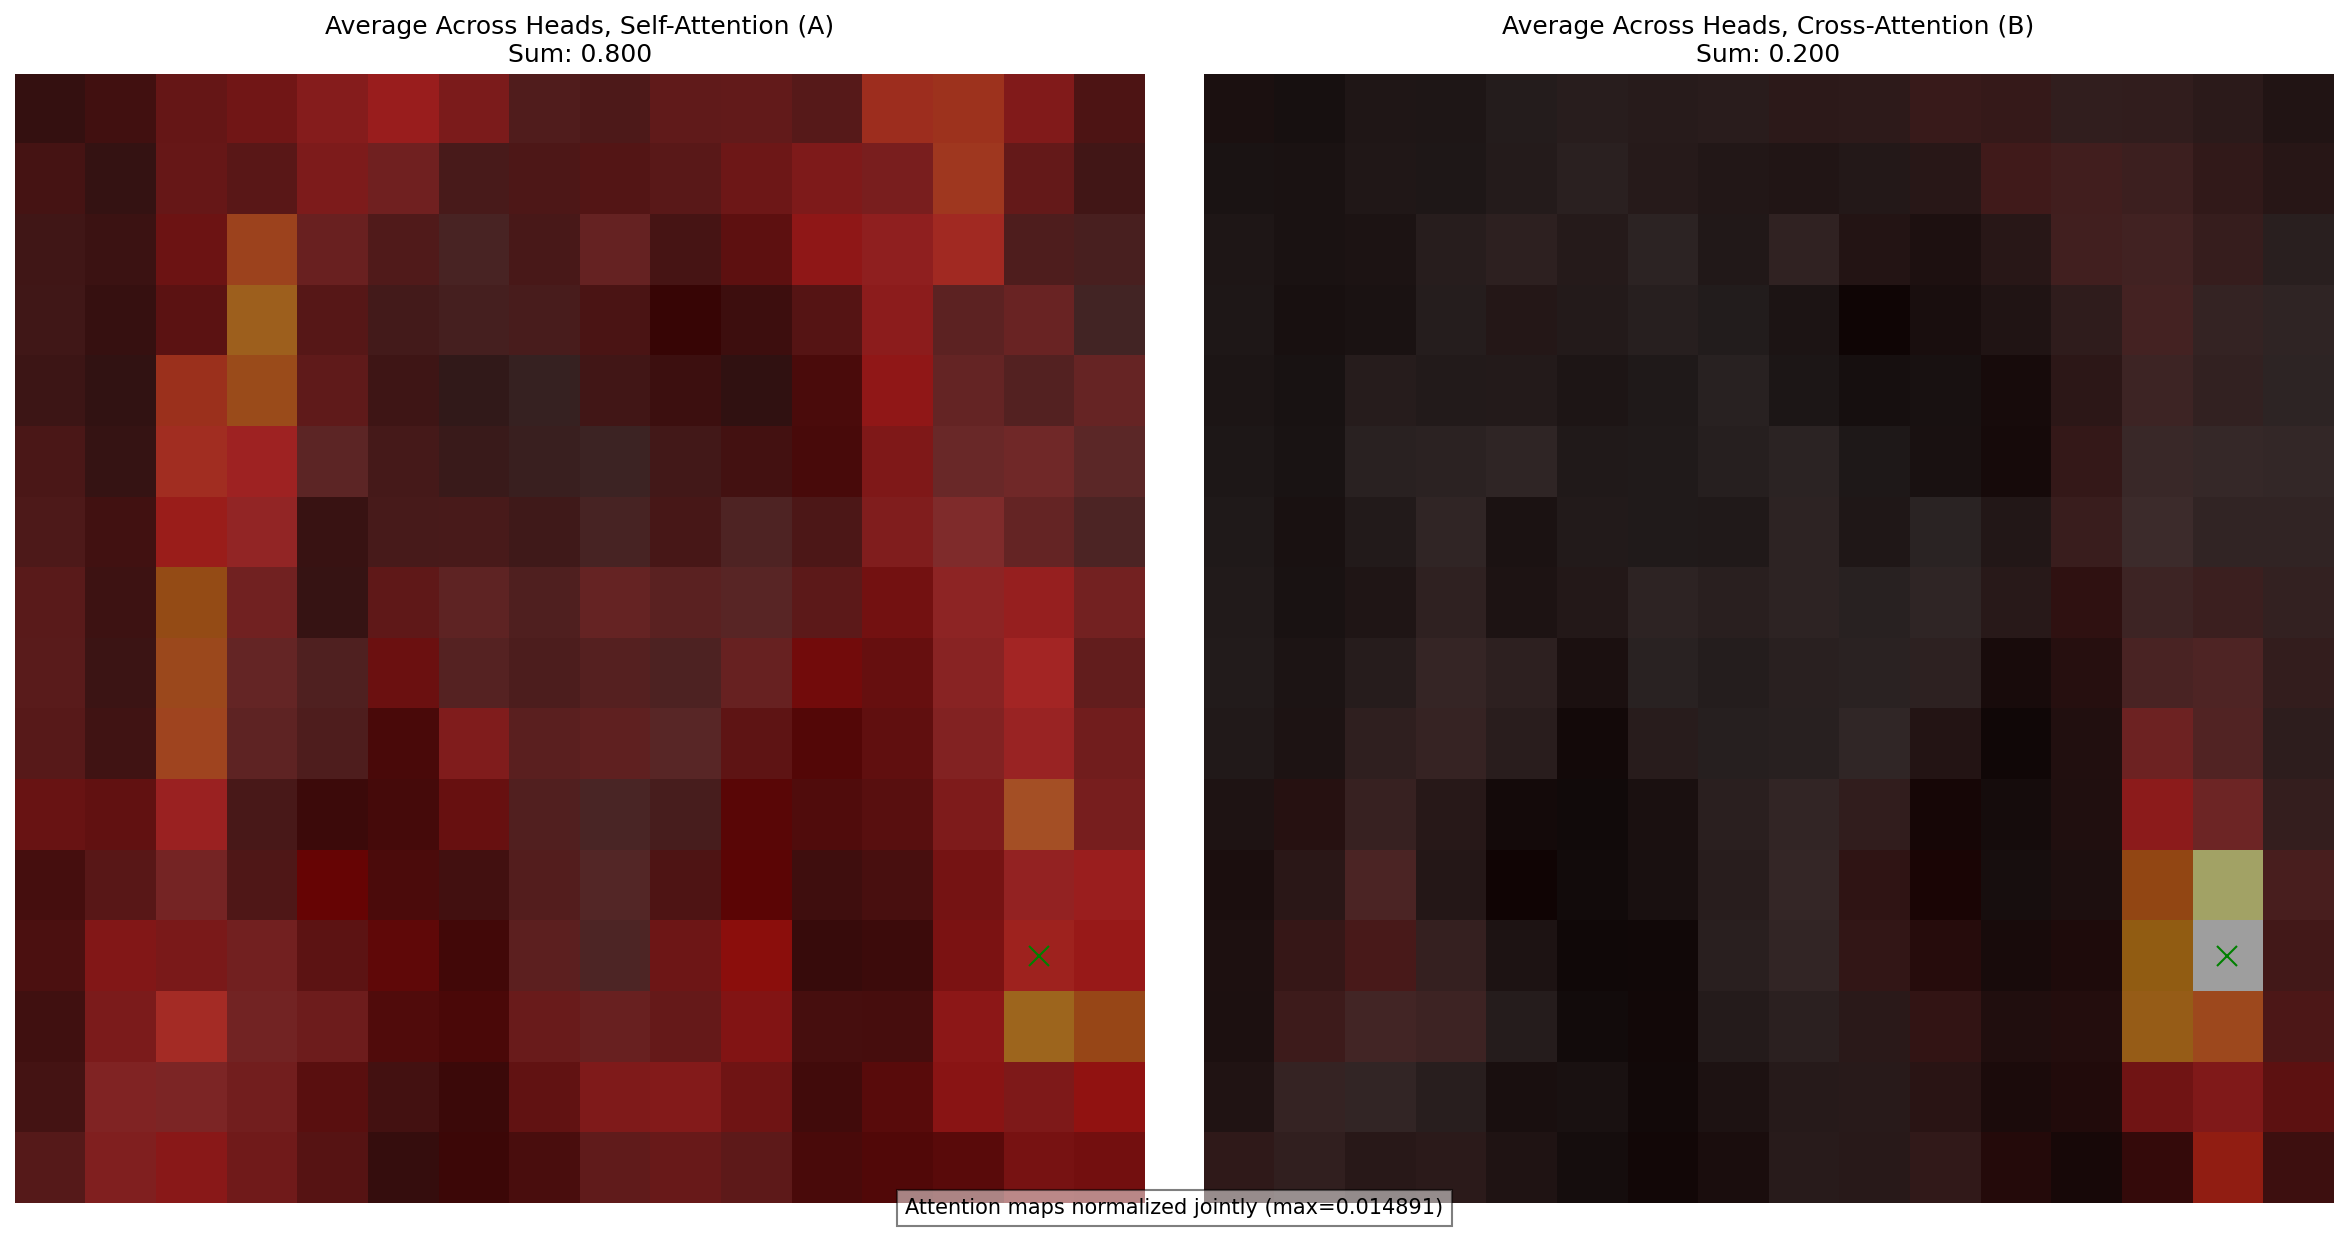 Average Across Heads, Self-Attention (A)
Sum: 0.800
Average Across Heads, Cross-Attention (B)
Sum: 0.200
Attention maps normalized jointly (max=0.014891)